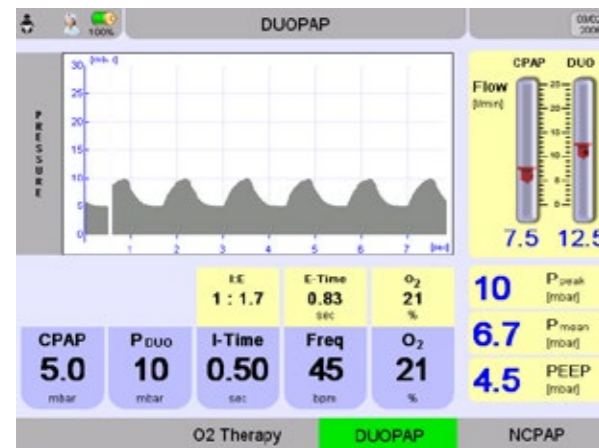 DUOPAP
100%
PRESSURE
30
25
20
15
10
5
0
1 2 3 4 5 6 7
CPAP DUO
Flow
[l/min]
7.5 12.5
I:E
1 : 1.7
E-Time
0.83
sec
O2
21
%
CPAP
5.0
mbar
PDUO
10
mbar
I-Time
0.50
sec
Freq
45
bpm
O2
21
%
10 Ppeak
[mbar]
6.7 Pmean
[mbar]
4.5 PEEP
[mbar]
O2 Therapy DUOPAP NCPAP